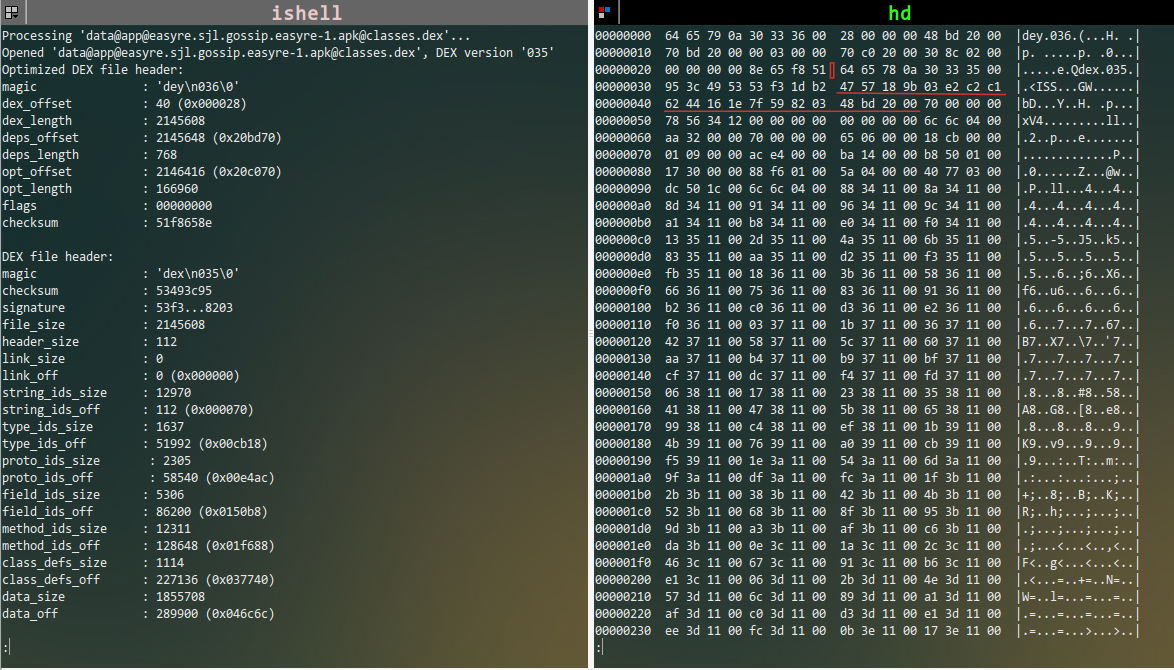 ishell
Processing 'data@app@easyre.sjl.gossip.easyre-1.apk@classes.dex'...
Opened 'data@app@easyre.sjl.gossip.easyre-1.apk@classes.dex', DEX version '035'
Optimized DEX file header:
magic : 'dey\n036\0'
dex_offset : 40 (0x000028)
dex_length : 2145608
deps_offset : 2145648 (0x20bd70)
deps_length : 768
opt_offset : 2146416 (0x20c070)
opt_length : 166960
flags : 00000000
checksum : 51f8658e
DEX file header:
magic : 'dex\n035\0'
checksum : 53493c95
signature : 53f3...8203
file_size : 2145608
header_size : 112
link_size : 0
link_off : 0 (0x000000)
string_ids_size : 12970
string_ids_off : 112 (0x000070)
type_ids_size : 1637
type_ids_off : 51992 (0x00cb18)
proto_ids_size : 2305
proto_ids_off : 58540 (0x00e4ac)
field_ids_size : 5306
field_ids_off : 86200 (0x0150b8)
method_ids_size : 12311
method_ids_off : 128648 (0x01f688)
class_defs_size : 1114
class_defs_off : 227136 (0x037740)
data_size : 1855708
data_off : 289900 (0x046c6c)
:
hd
00000000 64 65 79 0a 30 33 36 00 28 00 00 00 48 bd 20 00 |dey.036.(...H. .|
00000010 70 bd 20 00 00 03 00 00 70 c0 20 00 30 8c 02 00 |p. .....p. .0...|
00000020 00 00 00 00 8e 65 f8 51 64 65 78 0a 30 33 35 00 |.....e.Qdex.035.|
00000030 95 3c 49 53 53 f3 1d b2 47 57 18 9b 03 e2 c2 c1 |.<ISS...GW......|
00000040 62 44 16 1e 7f 59 82 03 48 bd 20 00 70 00 00 00 |bD...Y..H. .p...|
00000050 78 56 34 12 00 00 00 00 00 00 00 00 6c 6c 04 00 |xV4.........ll..|
00000060 aa 32 00 00 70 00 00 00 65 06 00 00 18 cb 00 00 |.2..p...e.......|
00000070 01 09 00 00 ac e4 00 00 ba 14 00 00 b8 50 01 00 |.............P..|
00000080 17 30 00 00 88 f6 01 00 5a 04 00 00 40 77 03 00 |.0......Z...@w..|
00000090 dc 50 1c 00 6c 6c 04 00 88 34 11 00 8a 34 11 00 |.P..ll...4...4..|
000000a0 8d 34 11 00 91 34 11 00 96 34 11 00 9c 34 11 00 |.4...4...4...4..|
000000b0 a1 34 11 00 b8 34 11 00 e0 34 11 00 f0 34 11 00 |.4...4...4...4..|
000000c0 13 35 11 00 2d 35 11 00 4a 35 11 00 6b 35 11 00 |.5..-5..J5..k5..|
000000d0 83 35 11 00 aa 35 11 00 d2 35 11 00 f3 35 11 00 |.5...5...5...5..|
000000e0 fb 35 11 00 18 36 11 00 3b 36 11 00 58 36 11 00 |.5...6..;6..X6..|
000000f0 66 36 11 00 75 36 11 00 83 36 11 00 91 36 11 00 |f6..u6...6...6..|
00000100 b2 36 11 00 c0 36 11 00 d3 36 11 00 e2 36 11 00 |.6...6...6...6..|
00000110 f0 36 11 00 03 37 11 00 1b 37 11 00 36 37 11 00 |.6...7...7..67..|
00000120 42 37 11 00 58 37 11 00 5c 37 11 00 60 37 11 00 |B7..X7..\7..`7..|
00000130 aa 37 11 00 b4 37 11 00 b9 37 11 00 bf 37 11 00 |.7...7...7...7..|
00000140 cf 37 11 00 dc 37 11 00 f4 37 11 00 fd 37 11 00 |.7...7...7...7..|
00000150 06 38 11 00 17 38 11 00 23 38 11 00 35 38 11 00 |.8...8..#8..58..|
00000160 41 38 11 00 47 38 11 00 5b 38 11 00 65 38 11 00 |A8..G8..[8..e8..|
00000170 99 38 11 00 c4 38 11 00 ef 38 11 00 1b 39 11 00 |.8...8...8...9..|
00000180 4b 39 11 00 76 39 11 00 a0 39 11 00 cb 39 11 00 |K9..v9...9...9..|
00000190 f5 39 11 00 1e 3a 11 00 54 3a 11 00 6d 3a 11 00 |.9...:..T:..m:..|
000001a0 9f 3a 11 00 df 3a 11 00 fc 3a 11 00 1f 3b 11 00 |.:...:...:...;..|
000001b0 2b 3b 11 00 38 3b 11 00 42 3b 11 00 4b 3b 11 00 |+;..8;..B;..K;..|
000001c0 52 3b 11 00 68 3b 11 00 8f 3b 11 00 95 3b 11 00 |R;..h;...;...;..|
000001d0 9d 3b 11 00 a3 3b 11 00 af 3b 11 00 c6 3b 11 00 |.;...;...;...;..|
000001e0 da 3b 11 00 0e 3c 11 00 1a 3c 11 00 2c 3c 11 00 |.;...<...<..,<..|
000001f0 46 3c 11 00 67 3c 11 00 91 3c 11 00 b6 3c 11 00 |F<..g<...<...<..|
00000200 e1 3c 11 00 06 3d 11 00 2b 3d 11 00 4e 3d 11 00 |.<...=..+=..N=..|
00000210 57 3d 11 00 6c 3d 11 00 89 3d 11 00 a1 3d 11 00 |W=..l=...=...=..|
00000220 af 3d 11 00 c0 3d 11 00 d3 3d 11 00 e1 3d 11 00 |.=...=...=...=..|
00000230 ee 3d 11 00 fc 3d 11 00 0b 3e 11 00 17 3e 11 00 |.=...=...>...>..|
: